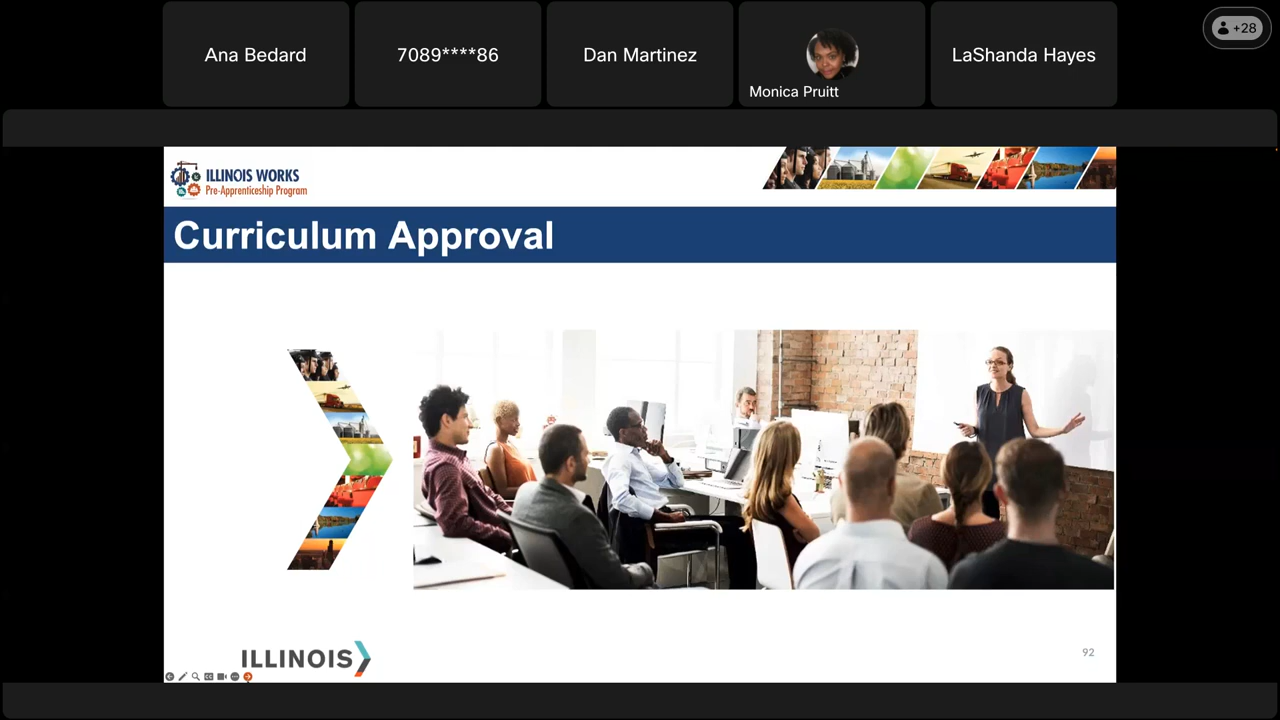 Ana Bedard
7089****86
Dan Martinez
Monica Pruitt
LaShanda Hayes
+28
ILLINOIS WORKS
Pre-Apprenticeship Program
Curriculum Approval
ILLINOIS
92